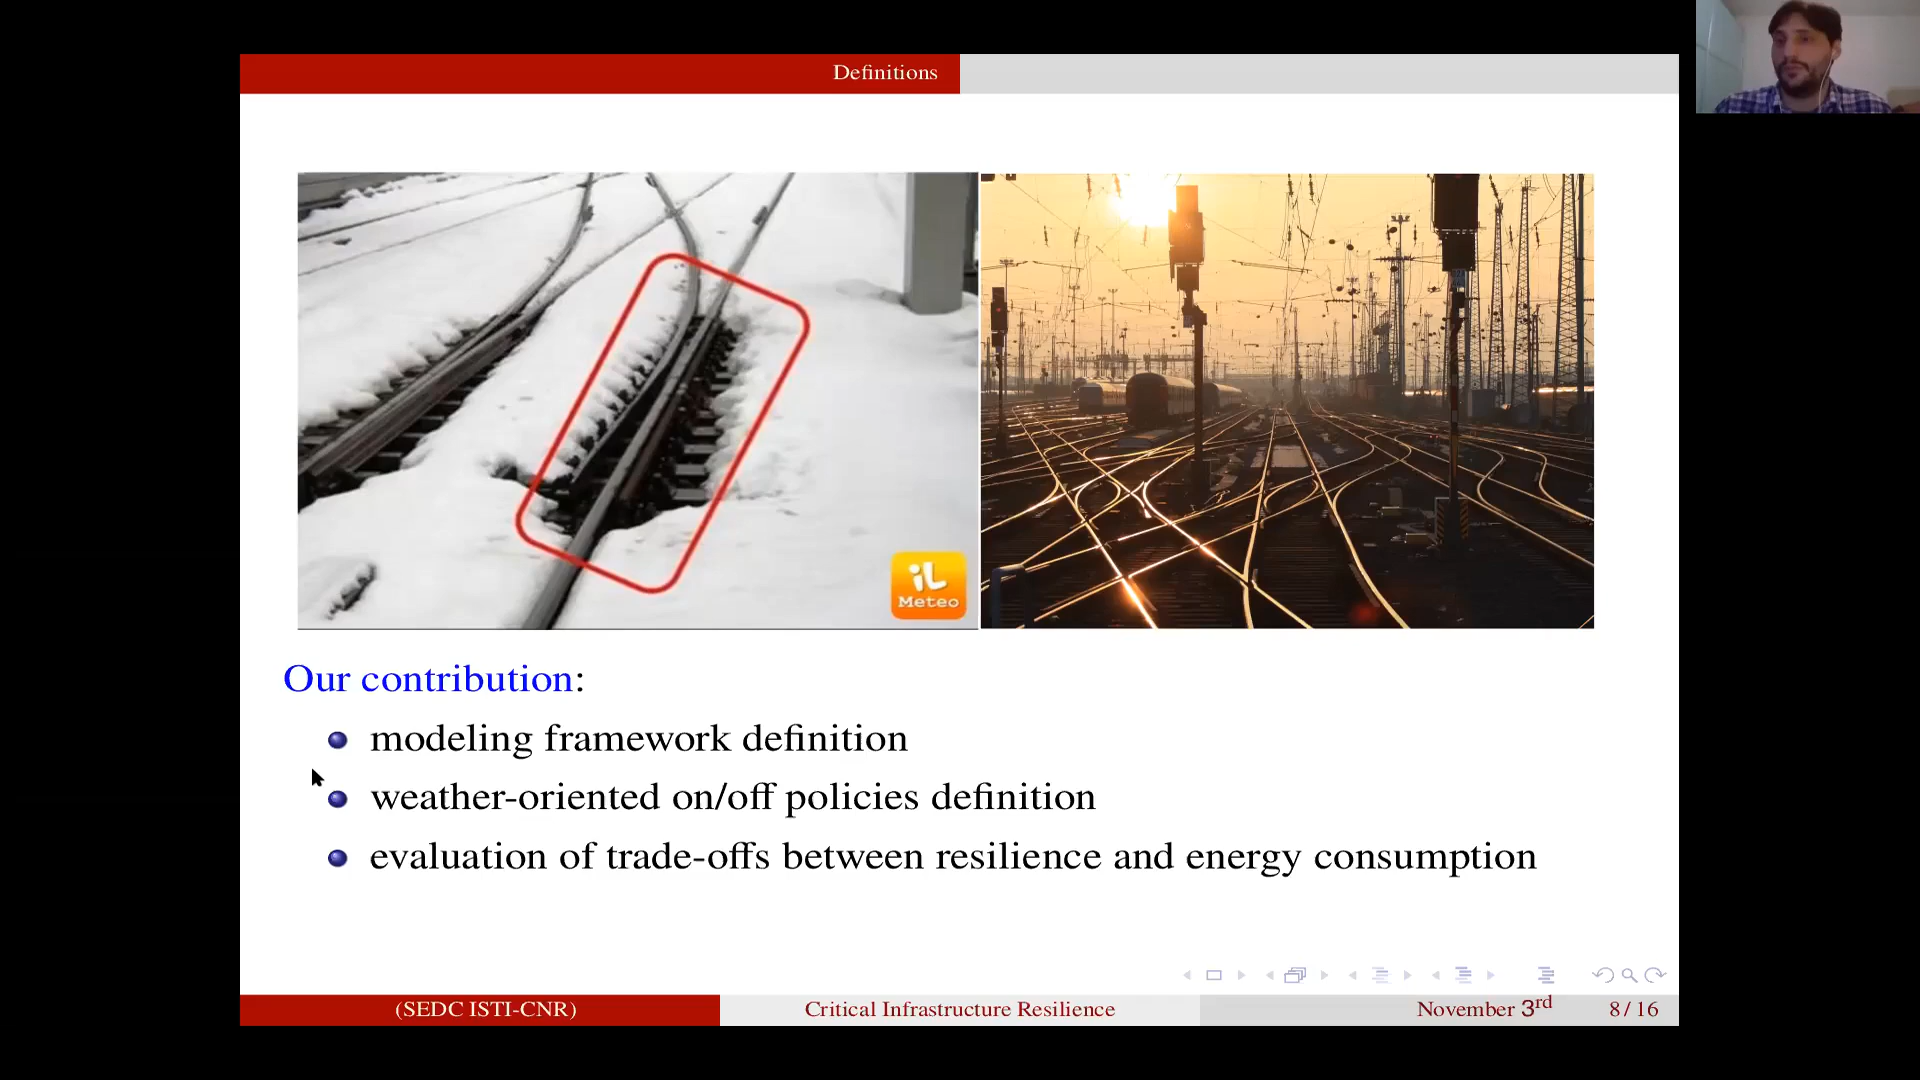 Definitions
iL
Meteo
Our contribution:
modeling framework definition
weather-oriented on/off policies definition
evaluation of trade-offs between resilience and energy consumption
(SEDC ISTI-CNR)
Critical Infrastructure Resilience
November 3rd
8 / 16